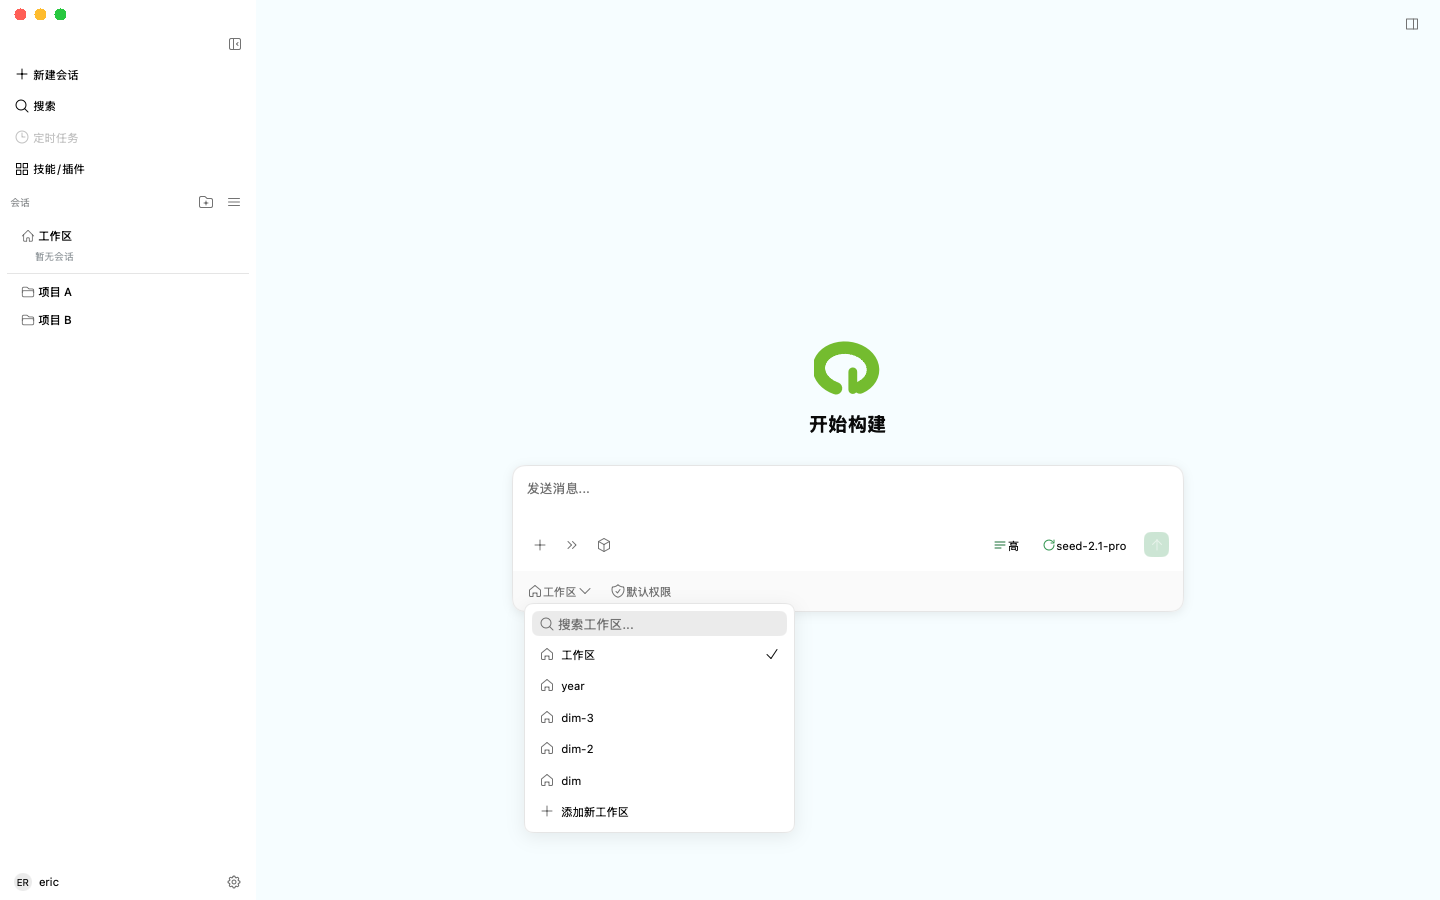 新建会话
搜索
定时任务
技能/插件
会话
工作区
暂无会话
项目 A
项目 B
ER eric
开始构建
发送消息...
高 seed-2.1-pro
工作区 默认权限
搜索工作区...
工作区
year
dim-3
dim-2
dim
添加新工作区